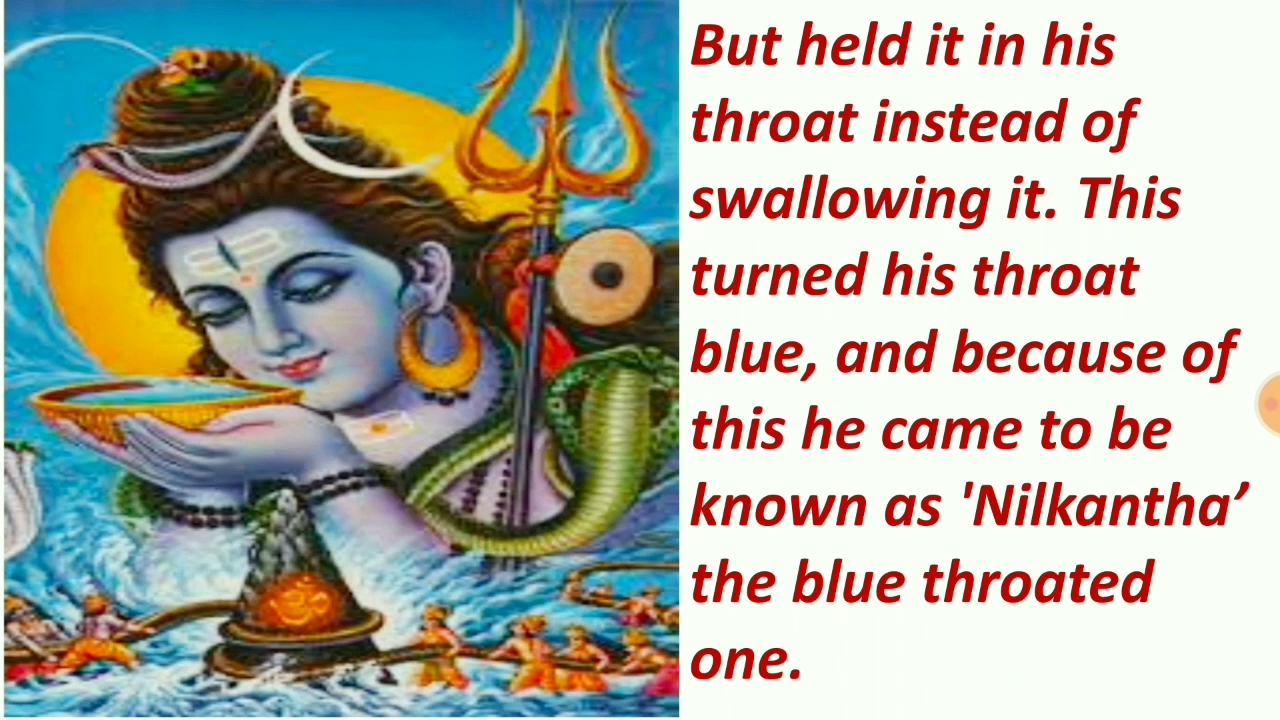 But held it in his
throat instead of
swallowing it. This
turned his throat
blue, and because of
this he came to be
known as 'Nilkantha’
the blue throated
one.
ॐ